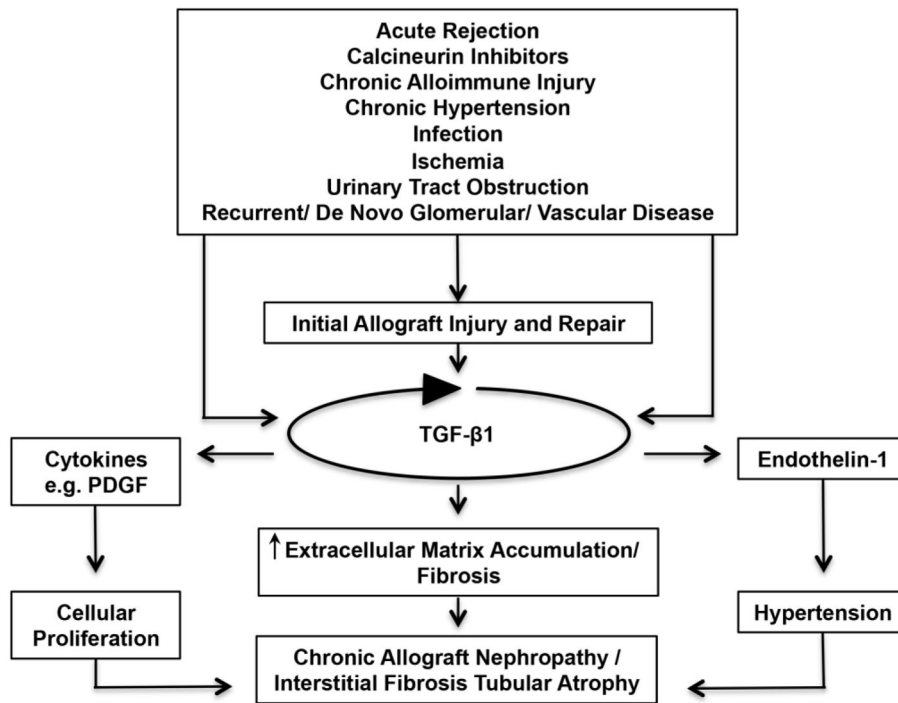 Acute Rejection
Calcineurin Inhibitors
Chronic Alloimmune Injury
Chronic Hypertension
Infection
Ischemia
Urinary Tract Obstruction
Recurrent/ De Novo Glomerular/ Vascular Disease
Initial Allograft Injury and Repair
TGF-β1
Cytokines
e.g. PDGF
Endothelin-1
↑Extracellular Matrix Accumulation/
Fibrosis
Cellular
Proliferation
Hypertension
Chronic Allograft Nephropathy /
Interstitial Fibrosis Tubular Atrophy